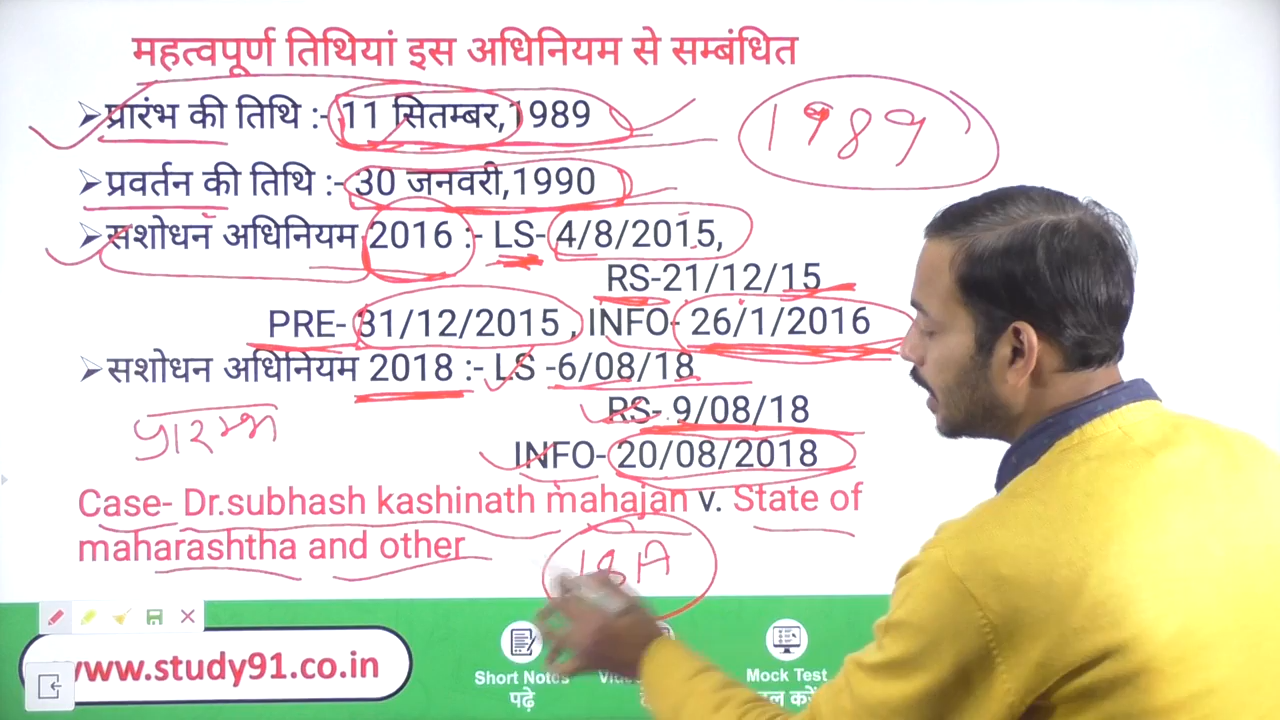 महत्वपूर्ण तिथियां इस अधिनियम से सम्बंधित
➢प्रारंभ की तिथि :- 11 सितम्बर,1989
1989
➢प्रवर्तन की तिथि :- 30 जनवरी,1990
➢सशोधन अधिनियम 2016 :- LS- 4/8/2015,
RS-21/12/15
PRE- 31/12/2015 , INFO- 26/1/2016
➢सशोधन अधिनियम 2018 :- LS -6/08/18
RS- 9/08/18
प्रारम्भ
INFO- 20/08/2018
Case- Dr.subhash kashinath mahajan v. State of
maharashtha and other
18A
www.study91.co.in
Short Notes
पढ़े
Mock Test